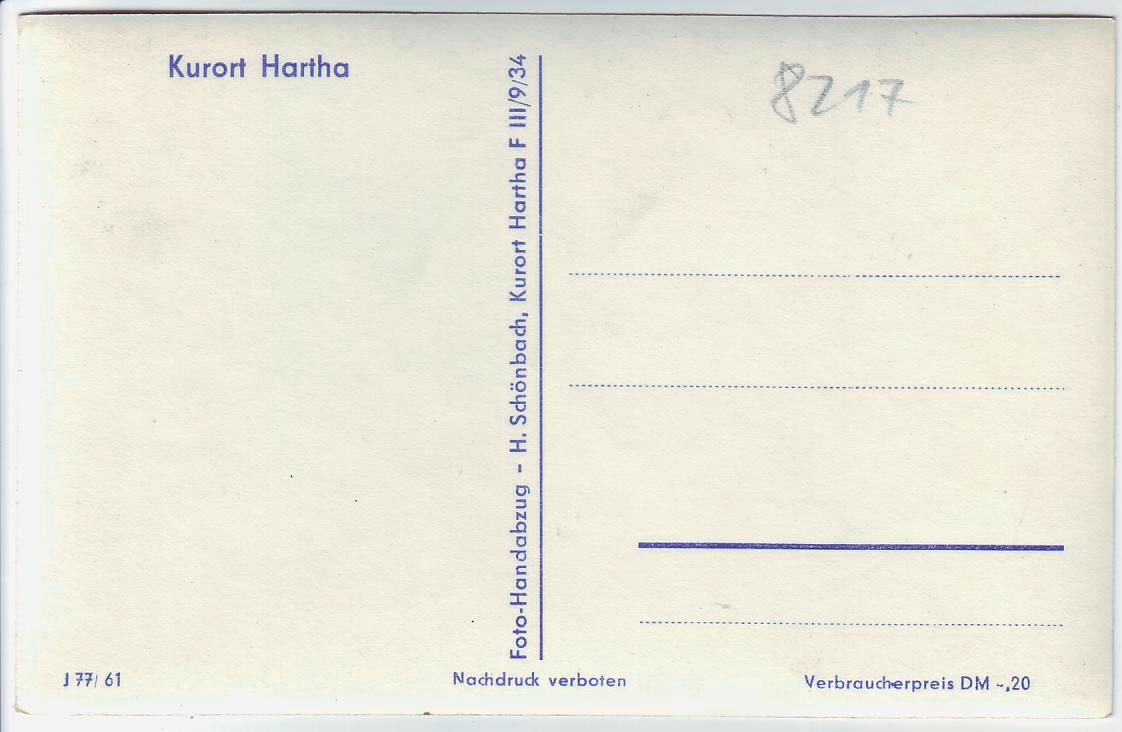 Kurort Hartha
8217
Foto-Handabzug - H. Schönbach, Kurort Hartha F III/9/34
J 77/61
Nachdruck verboten
Verbraucherpreis DM -,20